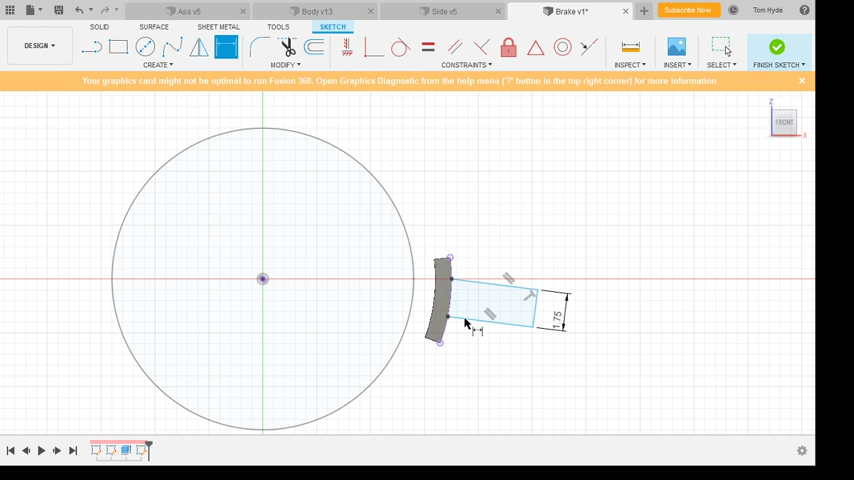 Ass v5
Body v13
Side v5
Brake v1*
Subscribe Now
Tom Hyde
SOLID
SURFACE
SHEET METAL
TOOLS
SKETCH
DESIGN
CREATE
MODIFY
CONSTRAINTS
INSPECT
INSERT
SELECT
FINISH SKETCH
Your graphics card might not be optimal to run Fusion 360. Open Graphics Diagnostic from the help menu ('?' button in the top right corner) for more information
Z
FRONT
X
1.75